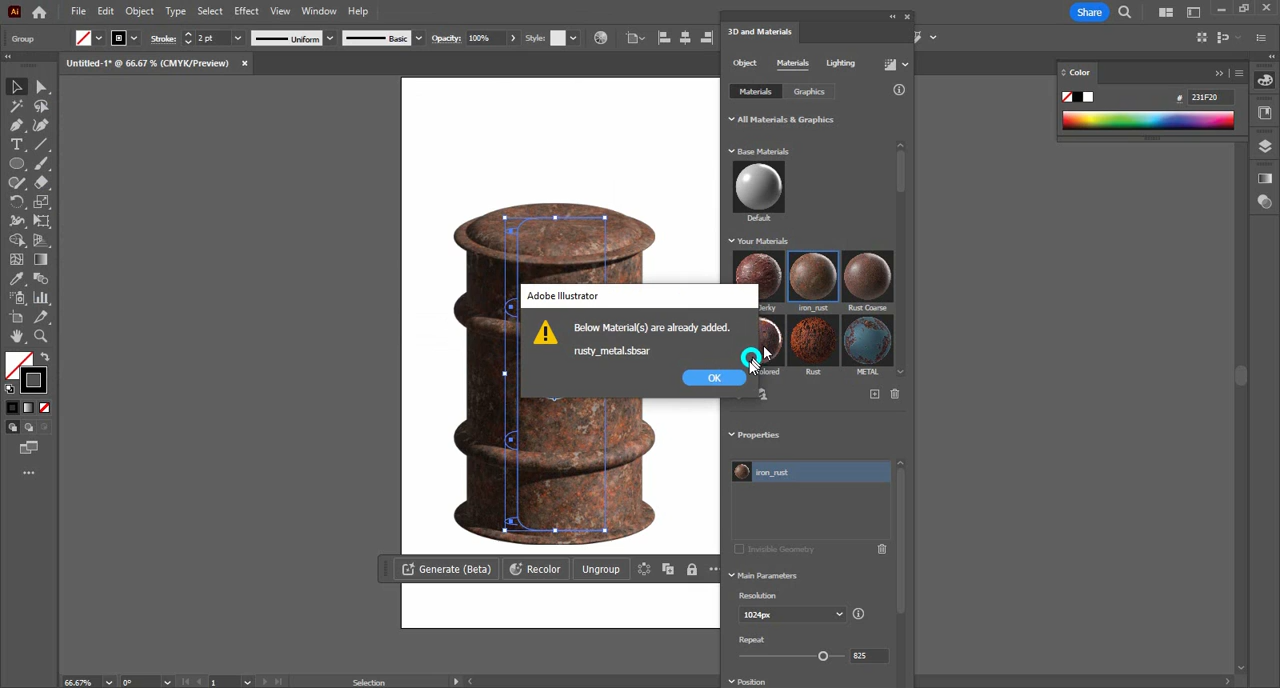 Ai
File Edit Object Type Select Effect View Window Help
Share
Group
Stroke: 2 pt
Uniform
Basic
Opacity: 100%
Style:
Untitled-1* @ 66.67 % (CMYK/Preview)
3D and Materials
Object Materials Lighting
Materials Graphics
All Materials & Graphics
Base Materials
Default
Your Materials
Jerky iron_rust Rust Coarse
olored Rust METAL
Color
# 231F20
Adobe Illustrator
Below Material(s) are already added.
rusty_metal.sbsar
OK
Properties
iron_rust
Invisible Geometry
Main Parameters
Resolution
1024px
Repeat
825
Position
Generate (Beta) Recolor Ungroup
66.67% 0° 1 Selection